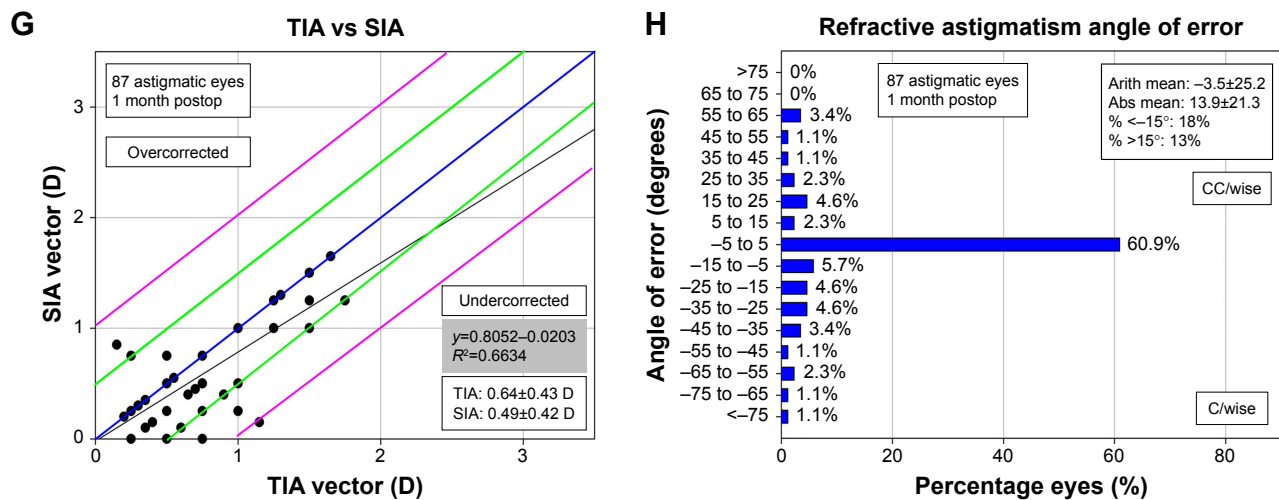 G
TIA vs SIA
87 astigmatic eyes
1 month postop
Overcorrected
Undercorrected
y=0.8052–0.0203
R²=0.6634
TIA: 0.64±0.43 D
SIA: 0.49±0.42 D
SIA vector (D)
3
2
1
0
0 1 2 3
TIA vector (D)
H
Refractive astigmatism angle of error
87 astigmatic eyes
1 month postop
Arith mean: –3.5±25.2
Abs mean: 13.9±21.3
% <–15°: 18%
% >15°: 13%
CC/wise
C/wise
Angle of error (degrees)
>75 0%
65 to 75 0%
55 to 65 3.4%
45 to 55 1.1%
35 to 45 1.1%
25 to 35 2.3%
15 to 25 4.6%
5 to 15 2.3%
–5 to 5 60.9%
–15 to –5 5.7%
–25 to –15 4.6%
–35 to –25 4.6%
–45 to –35 3.4%
–55 to –45 1.1%
–65 to –55 2.3%
–75 to –65 1.1%
<–75 1.1%
0 20 40 60 80
Percentage eyes (%)